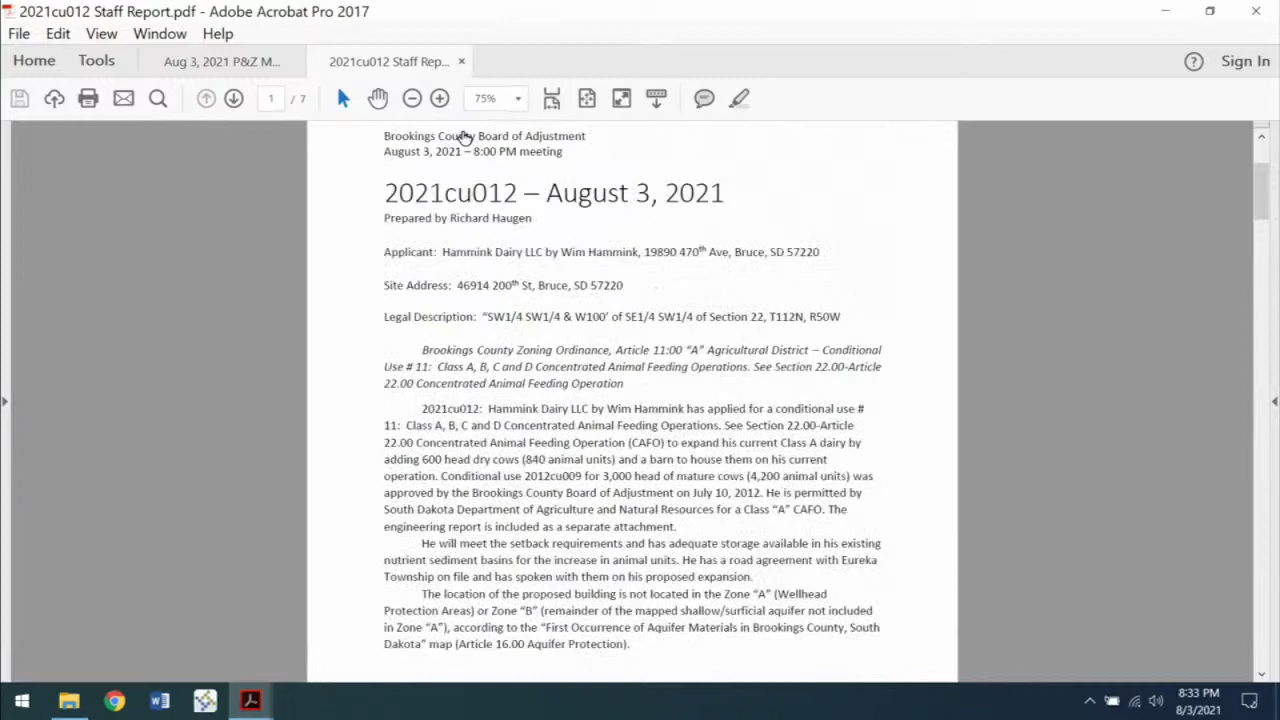 2021cu012 Staff Report.pdf - Adobe Acrobat Pro 2017
File Edit View Window Help
Home Tools Aug 3, 2021 P&Z M... 2021cu012 Staff Rep... × ? Sign In
1 / 7 75%
Brookings County Board of Adjustment
August 3, 2021 – 8:00 PM meeting
2021cu012 – August 3, 2021
Prepared by Richard Haugen
Applicant: Hammink Dairy LLC by Wim Hammink, 19890 470th Ave, Bruce, SD 57220
Site Address: 46914 200th St, Bruce, SD 57220
Legal Description: "SW1/4 SW1/4 & W100' of SE1/4 SW1/4 of Section 22, T112N, R50W
Brookings County Zoning Ordinance, Article 11:00 "A" Agricultural District – Conditional
Use # 11: Class A, B, C and D Concentrated Animal Feeding Operations. See Section 22.00-Article
22.00 Concentrated Animal Feeding Operation
2021cu012: Hammink Dairy LLC by Wim Hammink has applied for a conditional use #
11: Class A, B, C and D Concentrated Animal Feeding Operations. See Section 22.00-Article
22.00 Concentrated Animal Feeding Operation (CAFO) to expand his current Class A dairy by
adding 600 head dry cows (840 animal units) and a barn to house them on his current
operation. Conditional use 2012cu009 for 3,000 head of mature cows (4,200 animal units) was
approved by the Brookings County Board of Adjustment on July 10, 2012. He is permitted by
South Dakota Department of Agriculture and Natural Resources for a Class "A" CAFO. The
engineering report is included as a separate attachment.
He will meet the setback requirements and has adequate storage available in his existing
nutrient sediment basins for the increase in animal units. He has a road agreement with Eureka
Township on file and has spoken with them on his proposed expansion.
The location of the proposed building is not located in the Zone "A" (Wellhead
Protection Areas) or Zone "B" (remainder of the mapped shallow/surficial aquifer not included
in Zone "A"), according to the "First Occurrence of Aquifer Materials in Brookings County, South
Dakota" map (Article 16.00 Aquifer Protection).
8:33 PM
8/3/2021